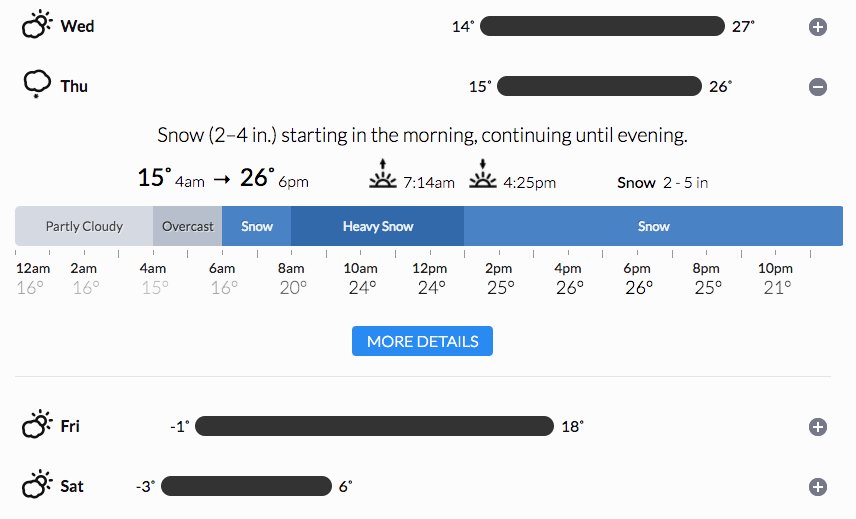 Wed 14° 27°
Thu 15° 26°
Snow (2–4 in.) starting in the morning, continuing until evening.
15° 4am → 26° 6pm 7:14am 4:25pm Snow 2 - 5 in
Partly Cloudy Overcast Snow Heavy Snow Snow
12am 2am 4am 6am 8am 10am 12pm 2pm 4pm 6pm 8pm 10pm
16° 16° 15° 16° 20° 24° 24° 25° 26° 26° 25° 21°
MORE DETAILS
Fri -1° 18°
Sat -3° 6°